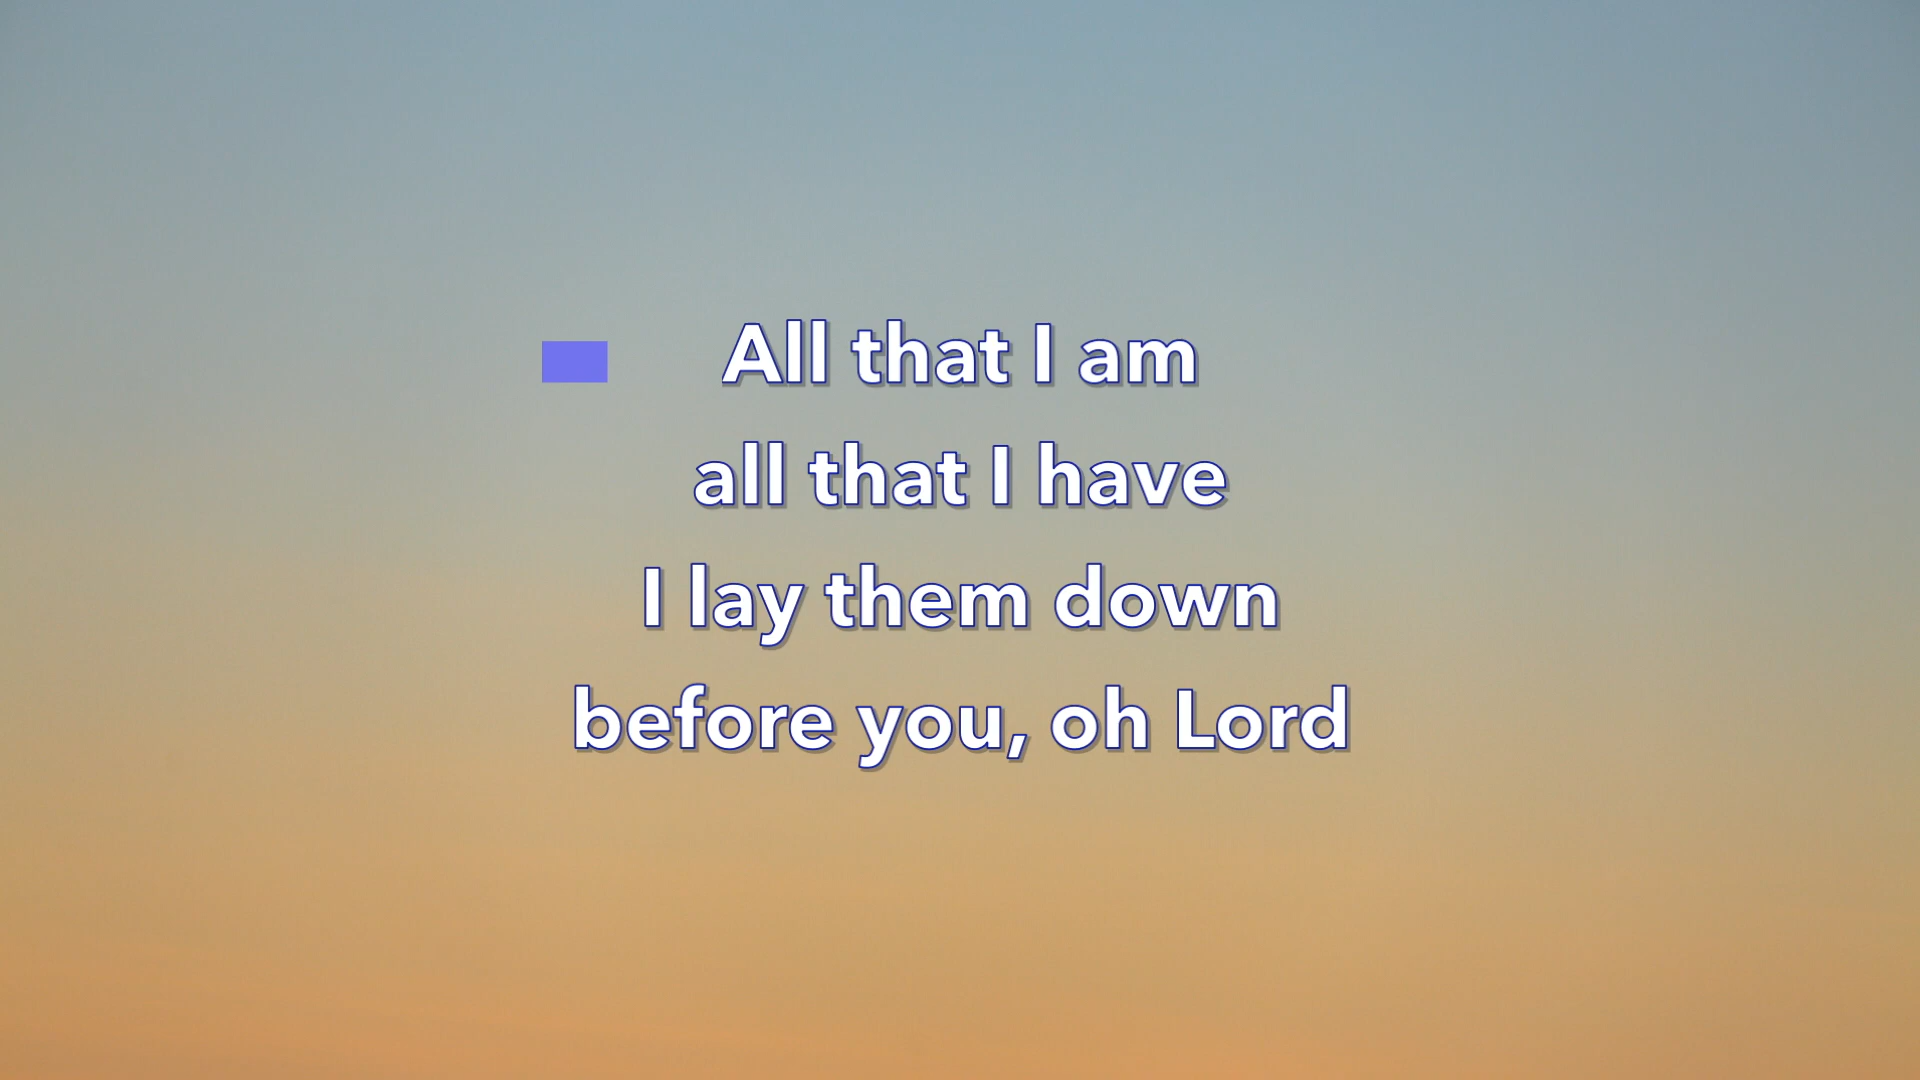 All that I am
all that I have
I lay them down
before you, oh Lord